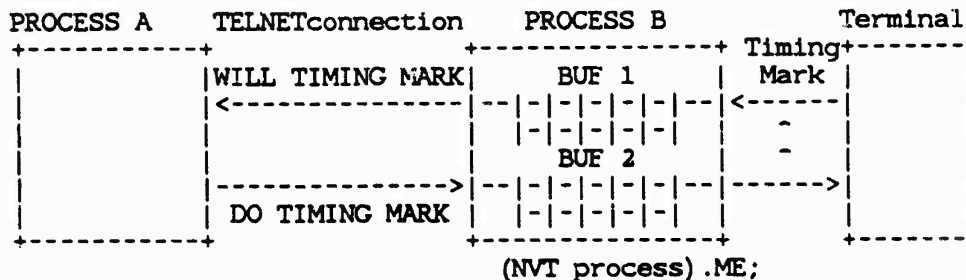 PROCESS A TELNETconnection PROCESS B Terminal
Timing
WILL TIMING MARK BUF 1 Mark
BUF 2
DO TIMING MARK
(NVT process).ME;